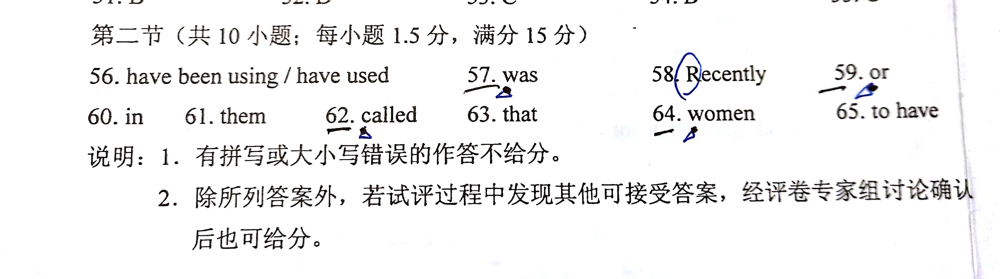 第二节（共 10 小题；每小题 1.5 分，满分 15 分）
56. have been using / have used 57. was 58. Recently 59. or
60. in 61. them 62. called 63. that 64. women 65. to have
说明：1. 有拼写或大小写错误的作答不给分。
2. 除所列答案外，若试评过程中发现其他可接受答案，经评卷专家组讨论确认
后也可给分。